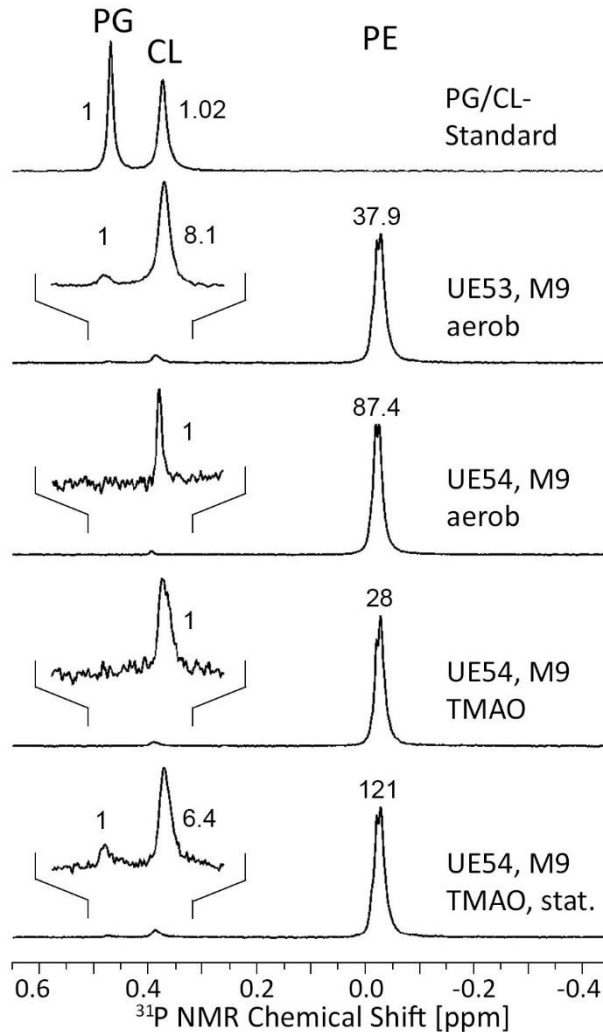 PG
CL
PE
1
1.02
PG/CL-
Standard
1
8.1
37.9
UE53, M9
aerob
1
87.4
UE54, M9
aerob
1
28
UE54, M9
TMAO
1
6.4
121
UE54, M9
TMAO, stat.
0.6 0.4 0.2 0.0 -0.2 -0.4
³¹P NMR Chemical Shift [ppm]